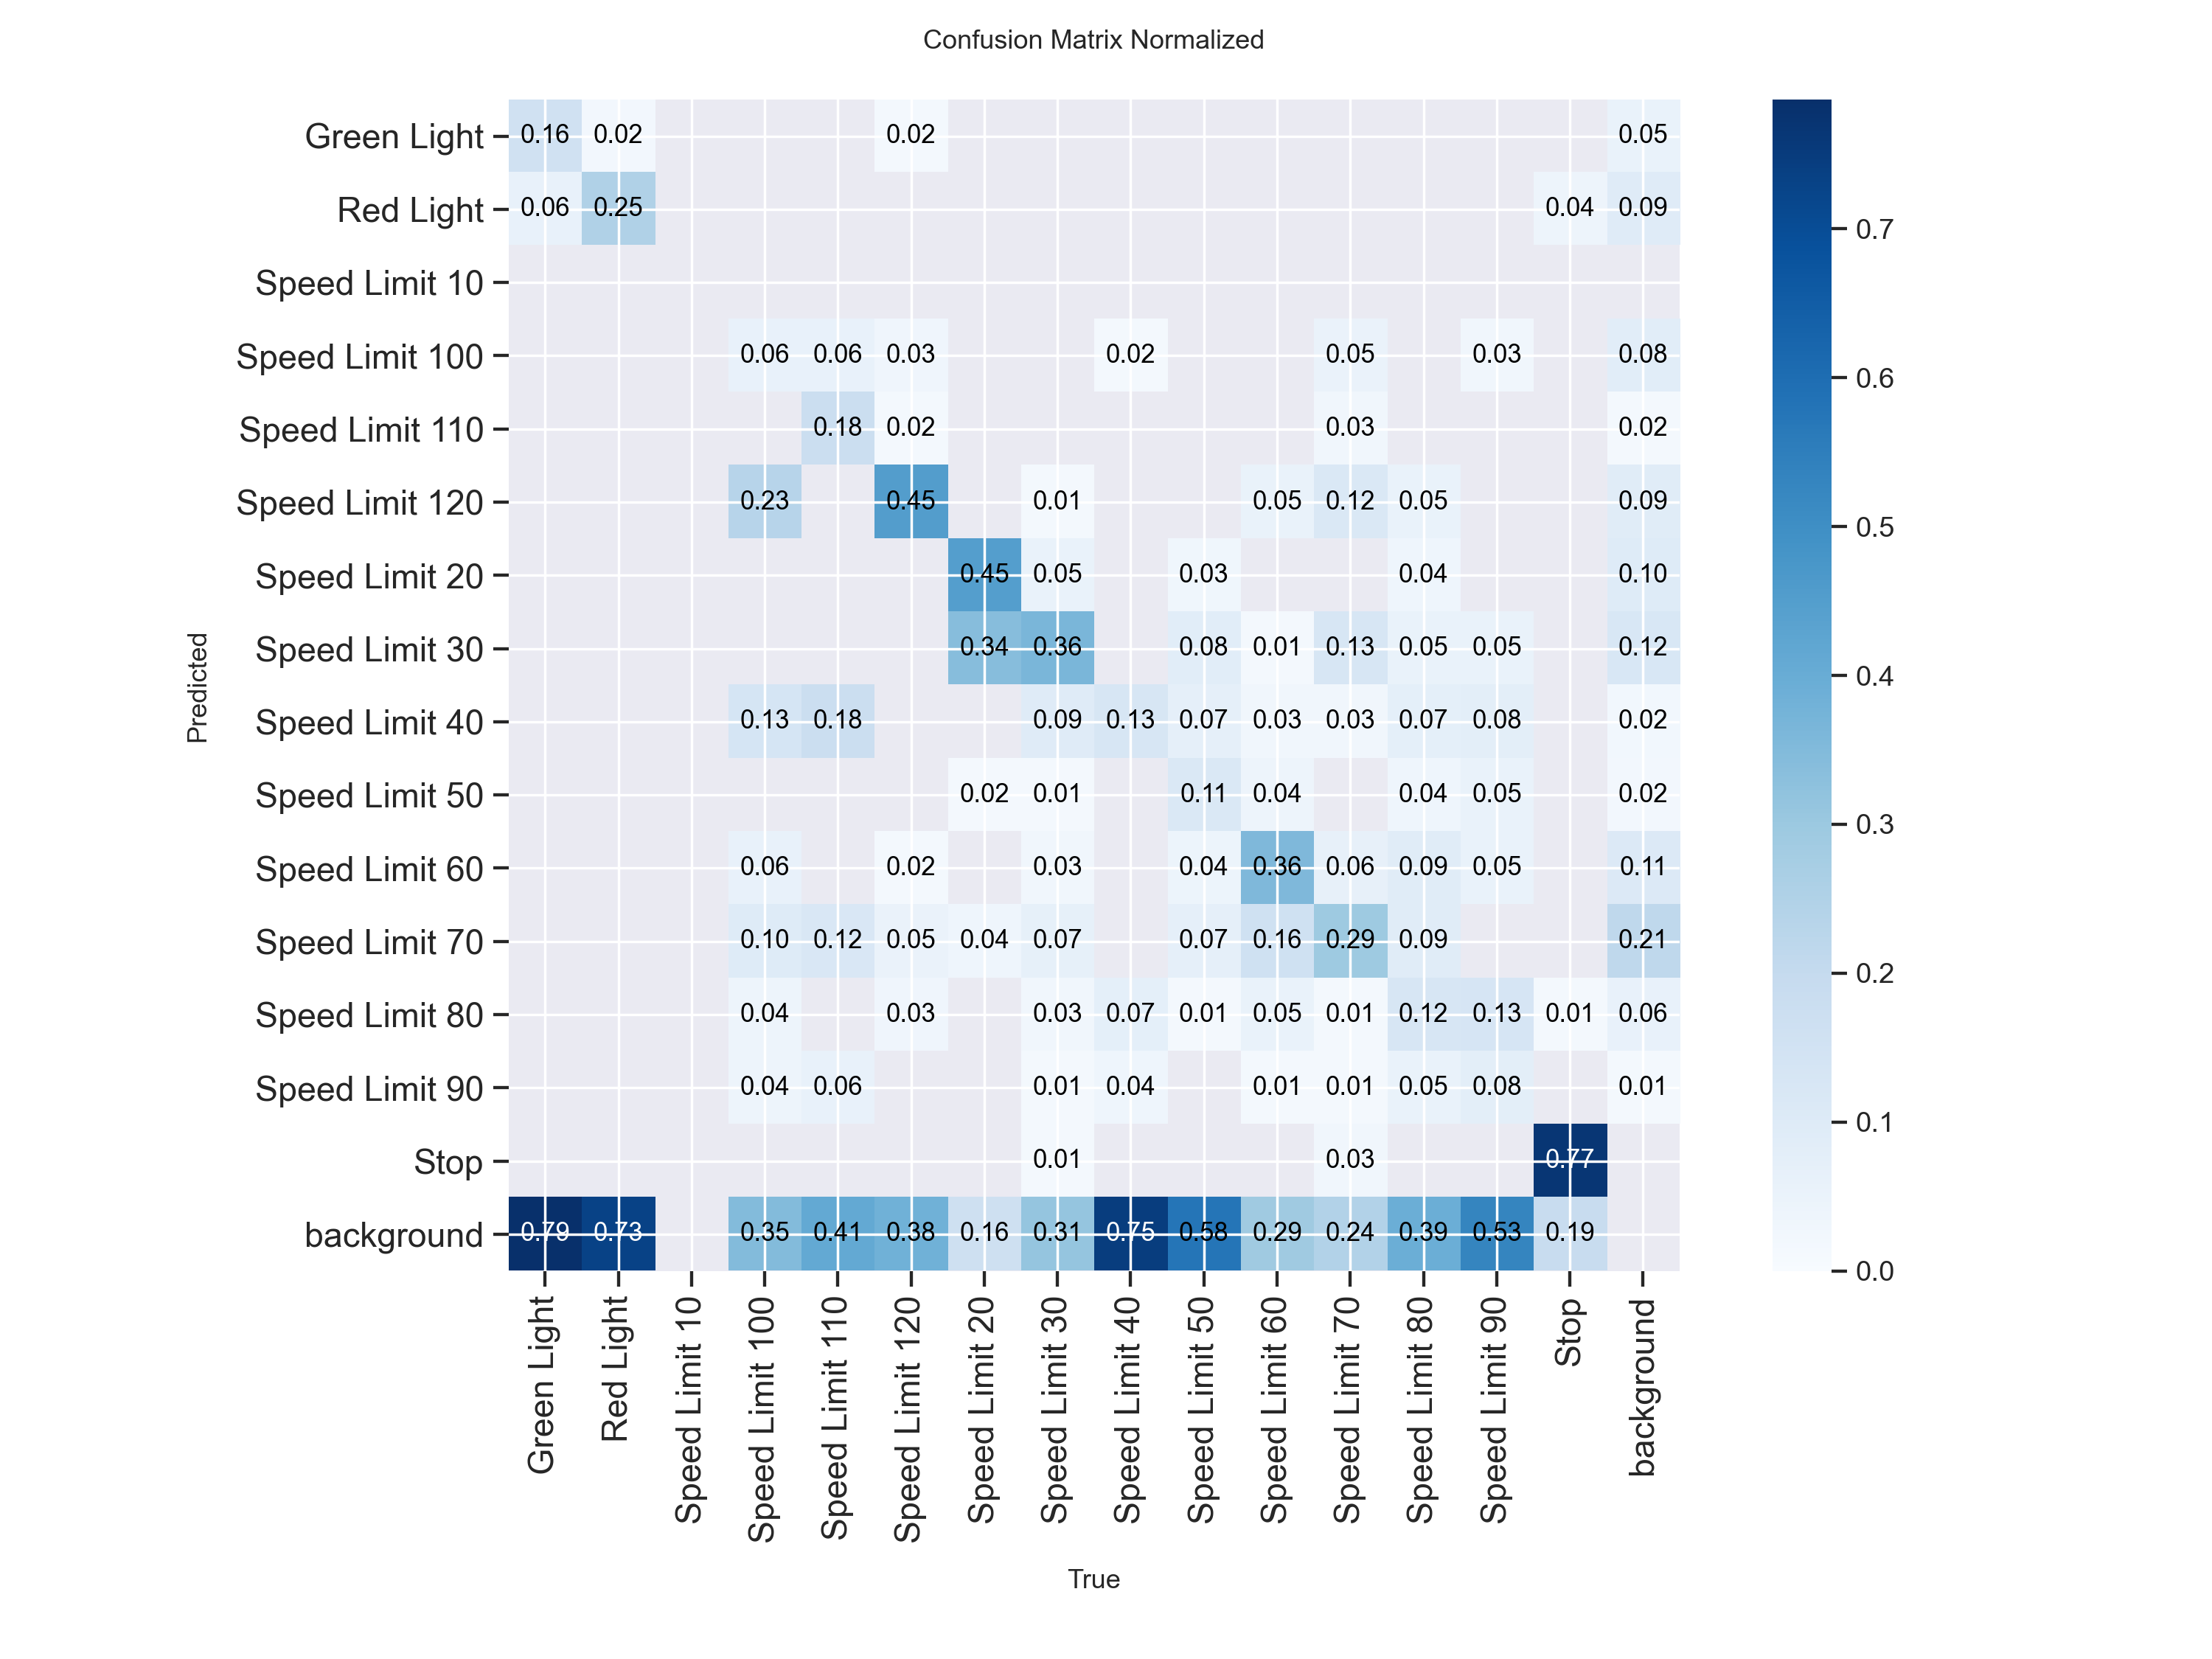 Confusion Matrix Normalized
Green Light 0.16 0.02 0.02 0.05
Red Light 0.06 0.25 0.04 0.09
0.7
Speed Limit 10
Speed Limit 100 0.06 0.06 0.03 0.02 0.05 0.03 0.08
0.6
Speed Limit 110 0.18 0.02 0.03 0.02
Speed Limit 120 0.23 0.45 0.01 0.05 0.12 0.05 0.09
0.5
Speed Limit 20 0.45 0.05 0.03 0.04 0.10
Speed Limit 30 0.34 0.36 0.08 0.01 0.13 0.05 0.05 0.12
0.4
Predicted
Speed Limit 40 0.13 0.18 0.09 0.13 0.07 0.03 0.03 0.07 0.08 0.02
Speed Limit 50 0.02 0.01 0.11 0.04 0.04 0.05 0.02
0.3
Speed Limit 60 0.06 0.02 0.03 0.04 0.36 0.06 0.09 0.05 0.11
Speed Limit 70 0.10 0.12 0.05 0.04 0.07 0.07 0.16 0.29 0.09 0.21
0.2
Speed Limit 80 0.04 0.03 0.03 0.07 0.01 0.05 0.01 0.12 0.13 0.01 0.06
Speed Limit 90 0.04 0.06 0.01 0.04 0.01 0.01 0.05 0.08 0.01
0.1
Stop 0.01 0.03 0.77
background 0.79 0.73 0.35 0.41 0.38 0.16 0.31 0.75 0.58 0.29 0.24 0.39 0.53 0.19
0.0
Green Light
Red Light
Speed Limit 10
Speed Limit 100
Speed Limit 110
Speed Limit 120
Speed Limit 20
Speed Limit 30
Speed Limit 40
Speed Limit 50
Speed Limit 60
Speed Limit 70
Speed Limit 80
Speed Limit 90
Stop
background
True